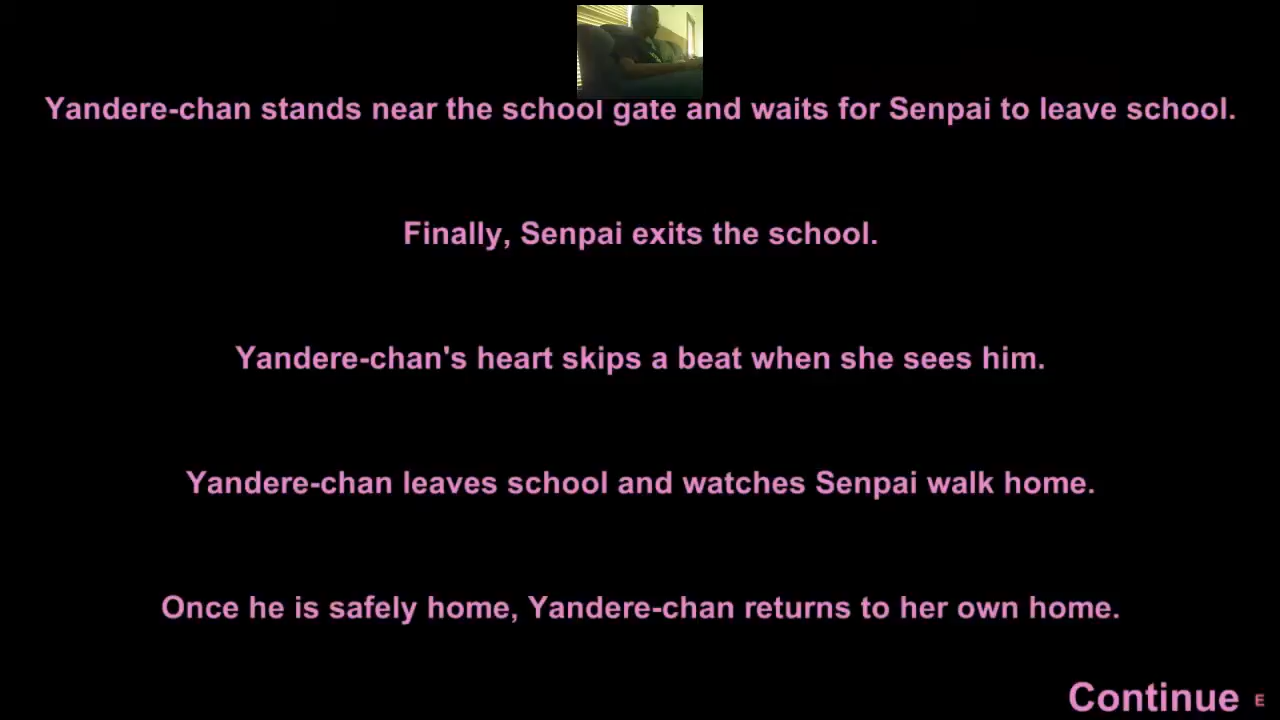 Yandere-chan stands near the school gate and waits for Senpai to leave school.
Finally, Senpai exits the school.
Yandere-chan's heart skips a beat when she sees him.
Yandere-chan leaves school and watches Senpai walk home.
Once he is safely home, Yandere-chan returns to her own home.
Continue E